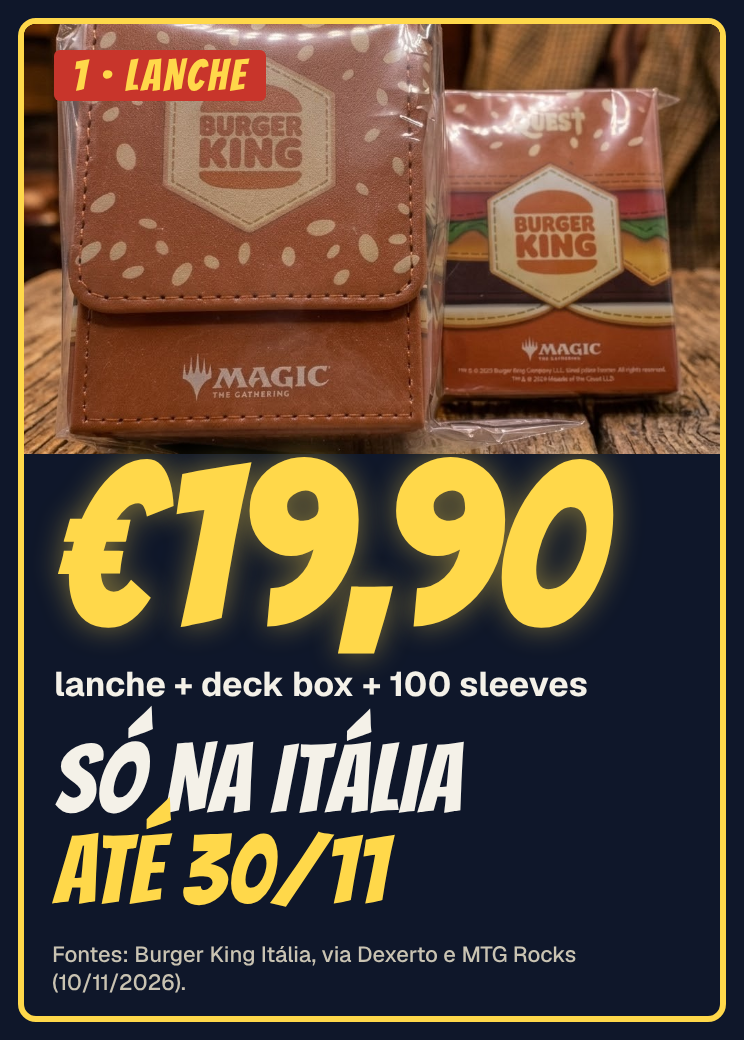 1 • LANCHE
BURGER
KING
MAGIC
THE GATHERING
BURGER
KING
MAGIC
THE GATHERING
€19,90
lanche + deck box + 100 sleeves
SÓ NA ITÁLIA
ATÉ 30/11
Fontes: Burger King Itália, via Dexerto e MTG Rocks
(10/11/2026).